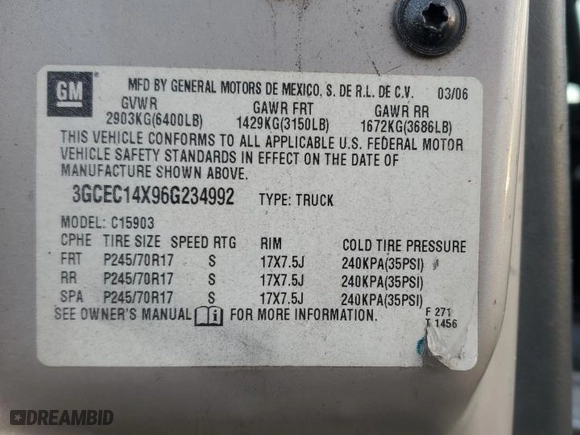 GM
MFD BY GENERAL MOTORS DE MEXICO, S. DE R.L. DE C.V. 03/06
GVWR GAWR FRT GAWR RR
2903KG(6400LB) 1429KG(3150LB) 1672KG(3686LB)
THIS VEHICLE CONFORMS TO ALL APPLICABLE U.S. FEDERAL MOTOR
VEHICLE SAFETY STANDARDS IN EFFECT ON THE DATE OF
MANUFACTURE SHOWN ABOVE.
3GCEC14X96G234992 TYPE: TRUCK
MODEL: C15903
CPHE TIRE SIZE SPEED RTG RIM COLD TIRE PRESSURE
FRT P245/70R17 S 17X7.5J 240KPA(35PSI)
RR P245/70R17 S 17X7.5J 240KPA(35PSI)
SPA P245/70R17 S 17X7.5J 240KPA(35PSI)
SEE OWNER'S MANUAL FOR MORE INFORMATION.
F 271
T 1456
DREAMBID